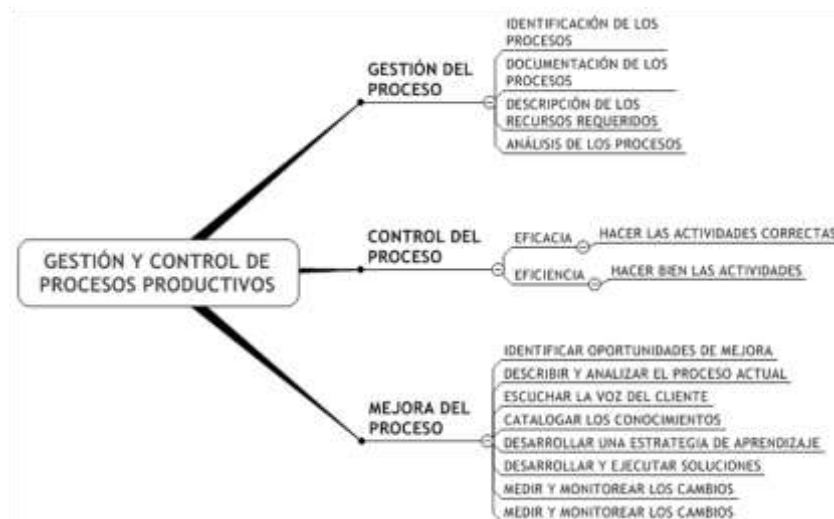 GESTIÓN Y CONTROL DE
PROCESOS PRODUCTIVOS
GESTIÓN DEL
PROCESO
IDENTIFICACIÓN DE LOS
PROCESOS
DOCUMENTACIÓN DE LOS
PROCESOS
DESCRIPCIÓN DE LOS
RECURSOS REQUERIDOS
ANÁLISIS DE LOS PROCESOS
CONTROL DEL
PROCESO
EFICACIA
HACER LAS ACTIVIDADES CORRECTAS
EFICIENCIA
HACER BIEN LAS ACTIVIDADES
MEJORA DEL
PROCESO
IDENTIFICAR OPORTUNIDADES DE MEJORA
DESCRIBIR Y ANALIZAR EL PROCESO ACTUAL
ESCUCHAR LA VOZ DEL CLIENTE
CATALOGAR LOS CONOCIMIENTOS
DESARROLLAR UNA ESTRATEGIA DE APRENDIZAJE
DESARROLLAR Y EJECUTAR SOLUCIONES
MEDIR Y MONITOREAR LOS CAMBIOS
MEDIR Y MONITOREAR LOS CAMBIOS